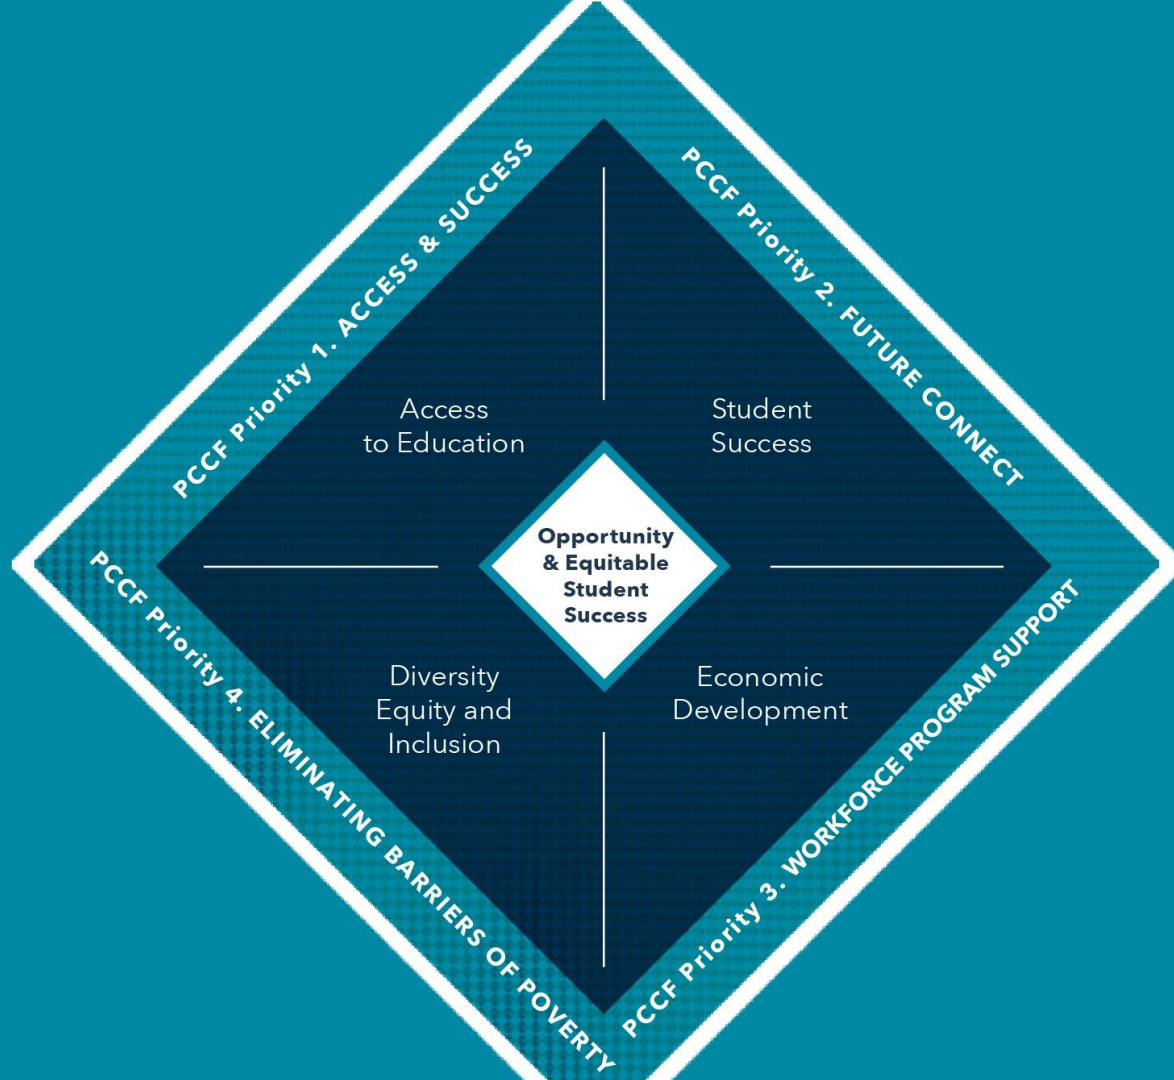 PCCF Priority 1. ACCESS & SUCCESS
PCCF Priority 2. FUTURE CONNECT
Access
to Education
Student
Success
Opportunity
& Equitable
Student
Success
Diversity
Equity and
Inclusion
Economic
Development
PCCF Priority 4. ELIMINATING BARRIERS OF POVERTY
PCCF Priority 3. WORKFORCE PROGRAM SUPPORT